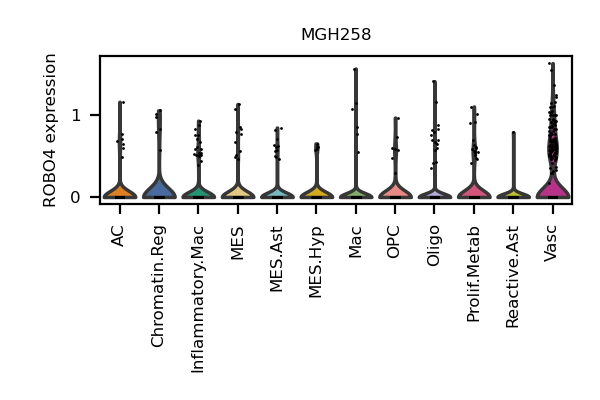 MGH258
ROBO4 expression
1
0
AC
Chromatin.Reg
Inflammatory.Mac
MES
MES.Ast
MES.Hyp
Mac
OPC
Oligo
Prolif.Metab
Reactive.Ast
Vasc